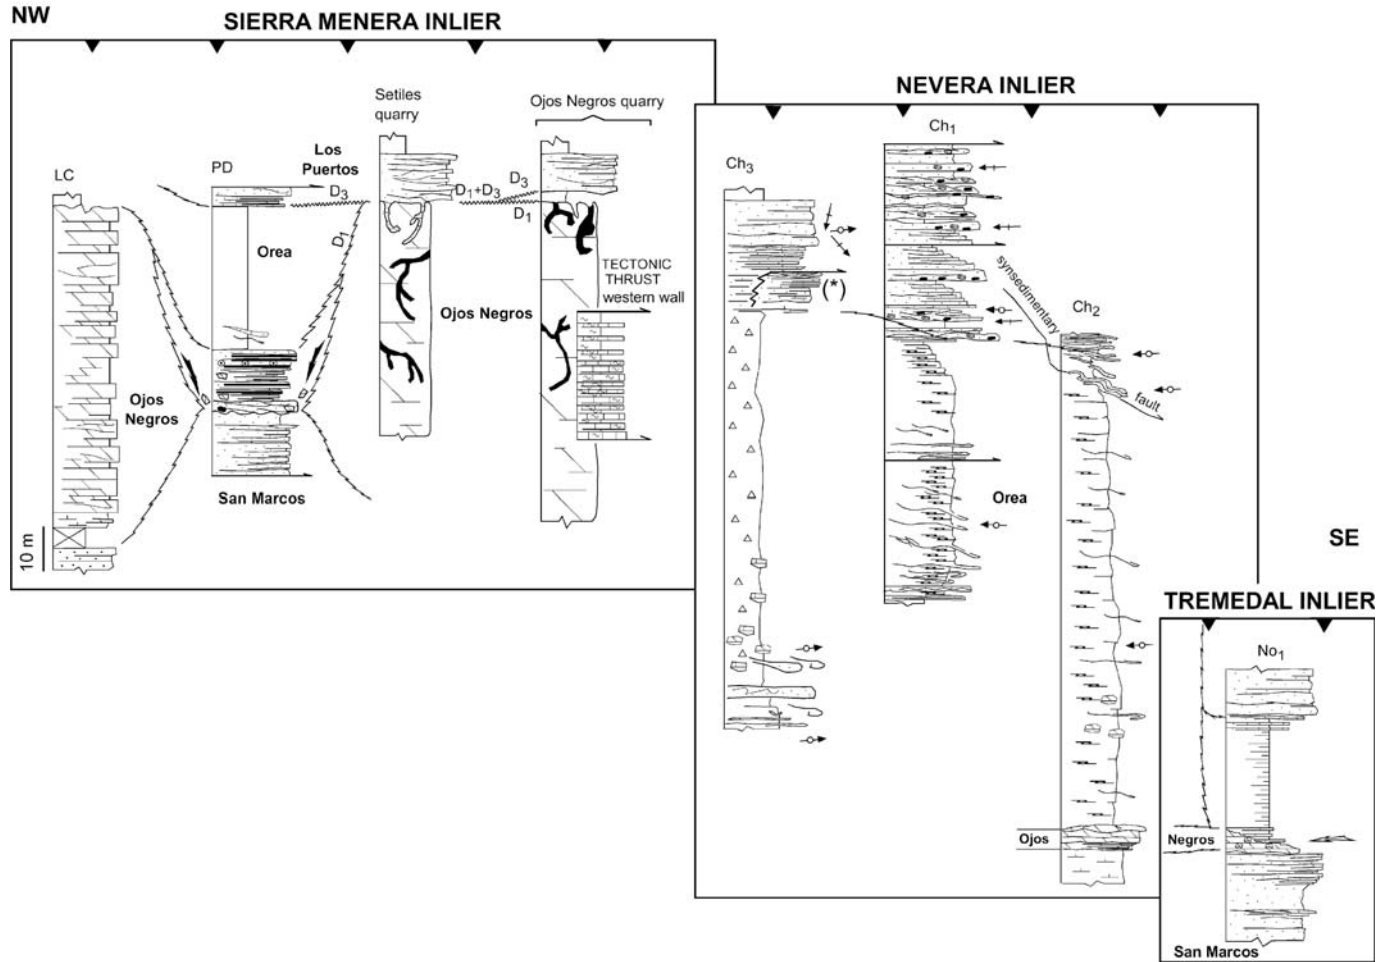 NW
SIERRA MENERA INLIER
LC
PD
Los
Puertos
Setiles
quarry
Ojos Negros quarry
D3
D1+D3
D3
D1
D1
Orea
TECTONIC
THRUST
western wall
Ojos Negros
Ojos
Negros
San Marcos
10 m
NEVERA INLIER
Ch3
Ch1
Ch2
(*)
synsedimentary
fault
Orea
Ojos
SE
TREMEDAL INLIER
No1
Negros
San Marcos